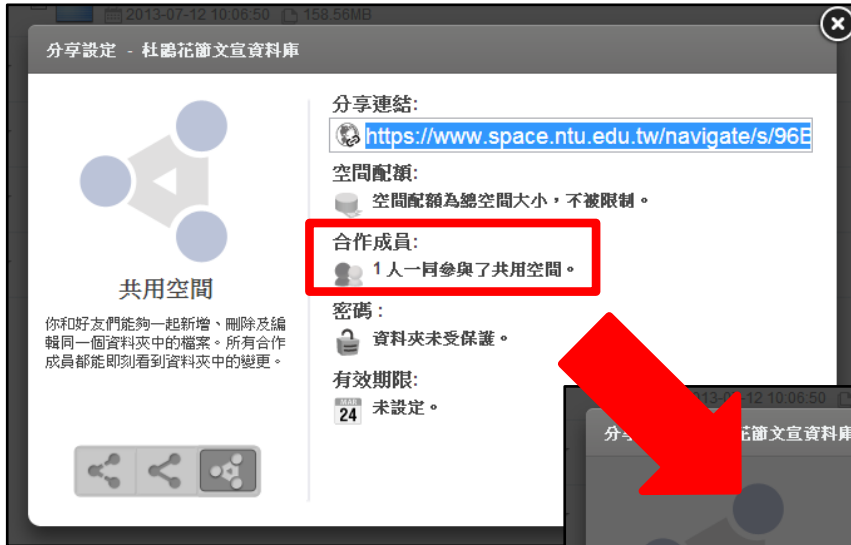 2013-07-12 10:06:50 158.56MB
分享設定 - 杜鵑花節文宣資料庫
分享連結:
https://www.space.ntu.edu.tw/navigate/s/96E
空間配額:
空間配額為總空間大小，不被限制。
合作成員:
1 人一同參與了共用空間。
密碼：
資料夾未受保護。
有效期限:
MAR
24
未設定。
共用空間
你和好友們能夠一起新增、刪除及編
輯同一個資料夾中的檔案。所有合作
成員都能即刻看到資料夾中的變更。
12 10:06:50
花節文宣資料庫